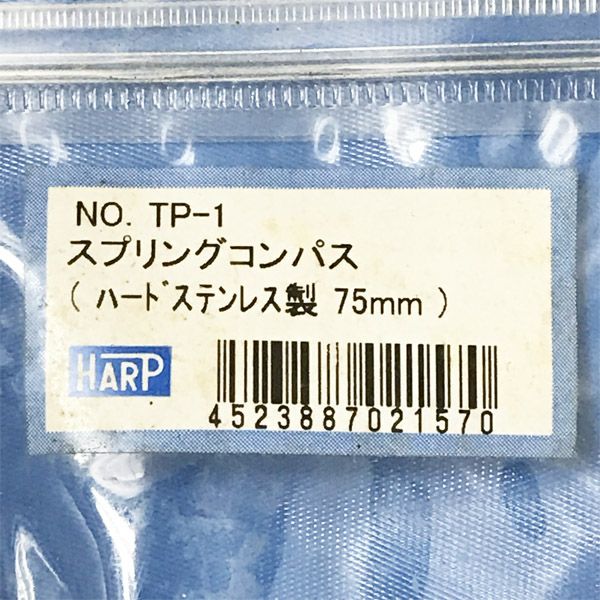 NO. TP-1
スプリングコンパス
( ﾊｰﾄﾞｽﾃﾝﾚｽ製 75mm )
HARP
4523887021570